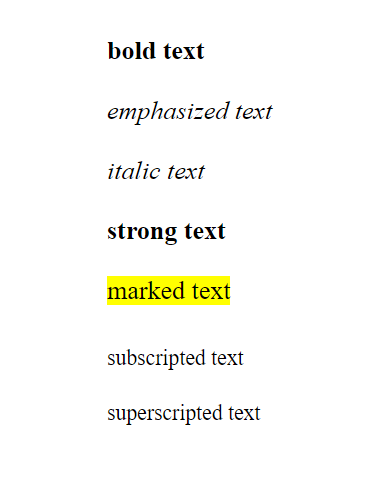 bold text
emphasized text
italic text
strong text
marked text
subscripted text
superscripted text